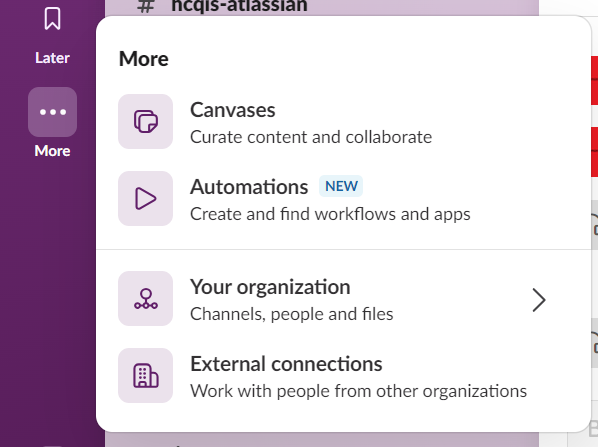 # hcqis-atlassian
Later
More
More
Canvases
Curate content and collaborate
Automations NEW
Create and find workflows and apps
Your organization
Channels, people and files
External connections
Work with people from other organizations